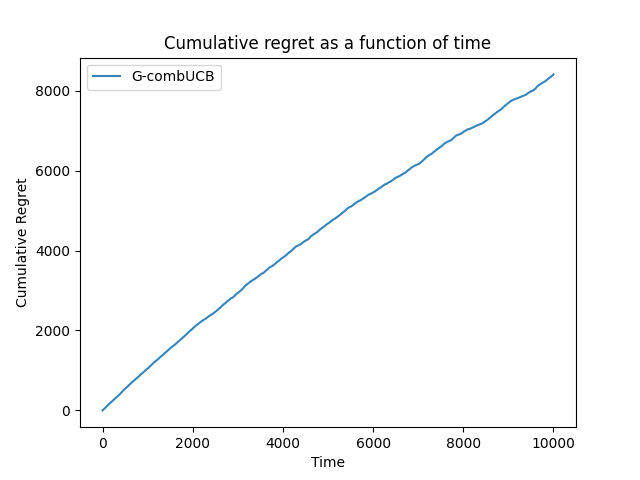 Cumulative regret as a function of time
G-combUCB
Cumulative Regret
8000
6000
4000
2000
0
0 2000 4000 6000 8000 10000
Time